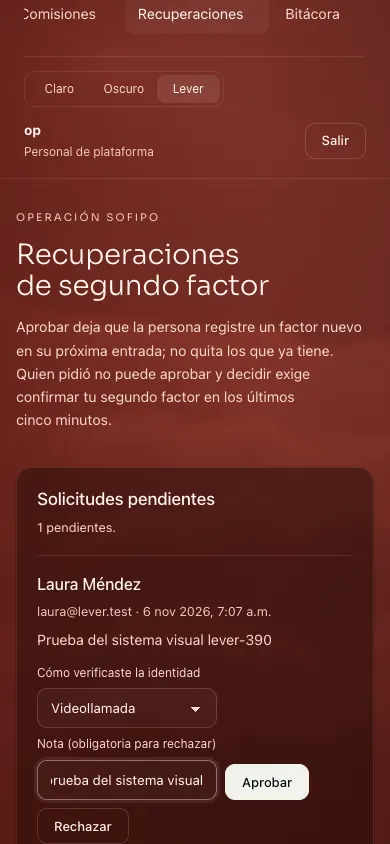 Comisiones Recuperaciones Bitácora
Claro Oscuro Lever
op
Personal de plataforma
Salir
OPERACIÓN SOFIPO
Recuperaciones
de segundo factor
Aprobar deja que la persona registre un factor nuevo
en su próxima entrada; no quita los que ya tiene.
Quien pidió no puede aprobar y decidir exige
confirmar tu segundo factor en los últimos
cinco minutos.
Solicitudes pendientes
1 pendientes.
Laura Méndez
laura@lever.test · 6 nov 2026, 7:07 a.m.
Prueba del sistema visual lever-390
Cómo verificaste la identidad
Videollamada
Nota (obligatoria para rechazar)
rueba del sistema visual
Aprobar
Rechazar